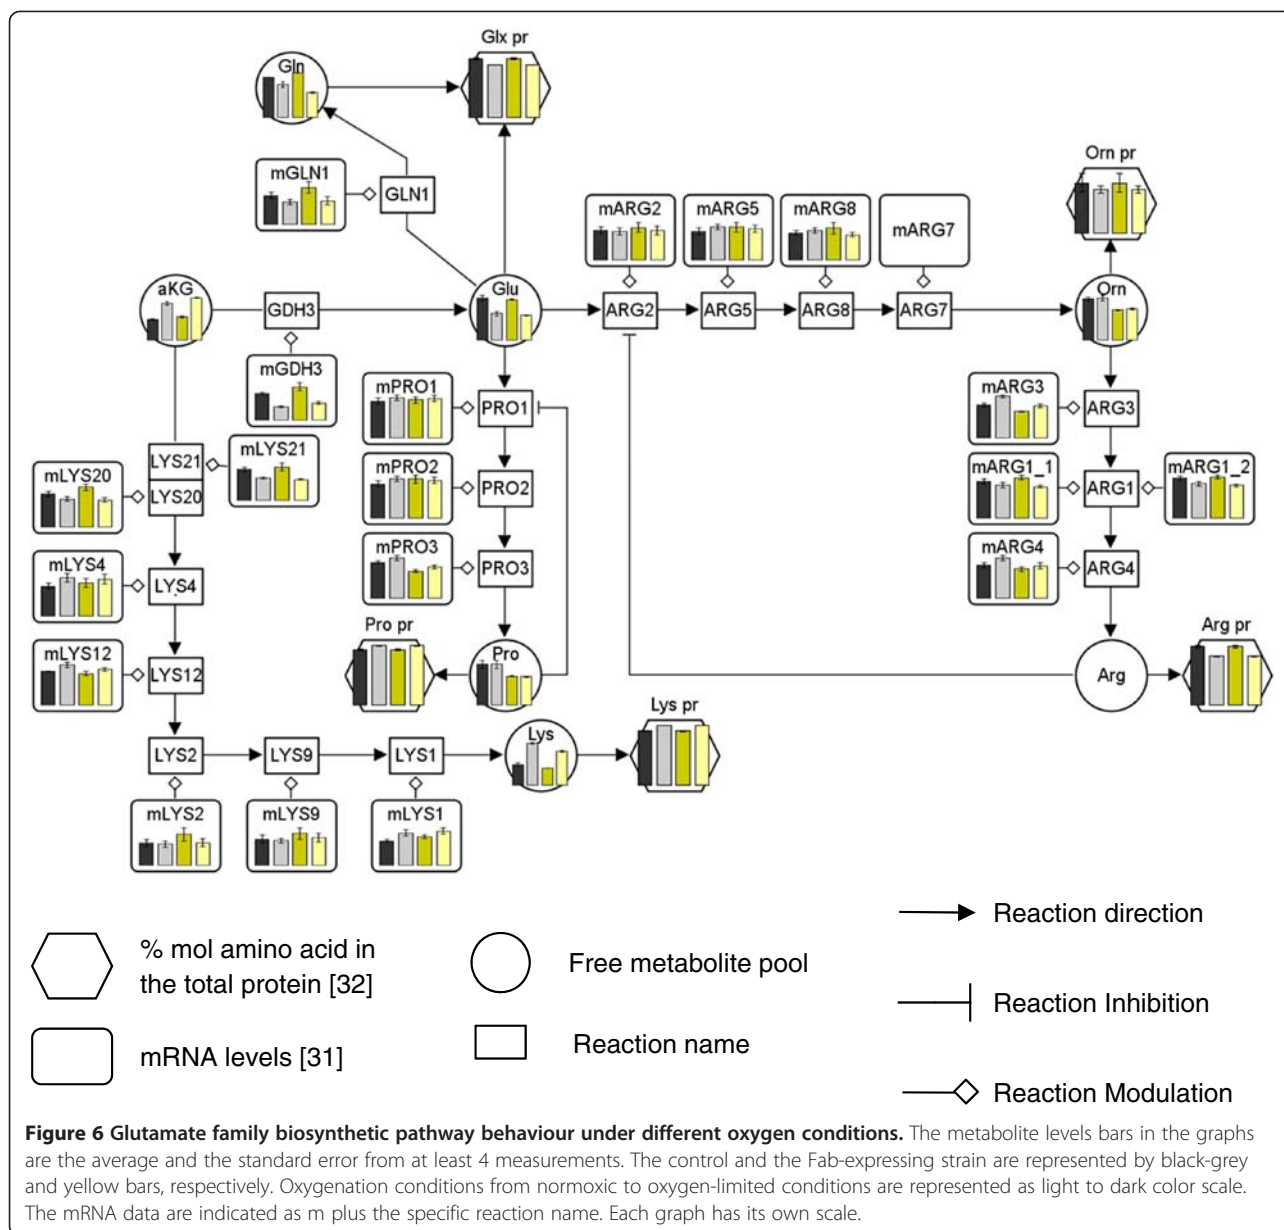 Glx pr
Gln
mGLN1
GLN1
Orn pr
mARG2 mARG5 mARG8 mARG7
aKG
GDH3
Glu
ARG2 ARG5 ARG8 ARG7
Orn
mGDH3
mPRO1
PRO1
mARG3
ARG3
mLYS21
LYS21
mLYS20
LYS20
mPRO2
PRO2
mARG1_1
ARG1
mARG1_2
mLYS4
LYS4
mPRO3
PRO3
mARG4
ARG4
Pro pr
Pro
Arg pr
Arg
mLYS12
LYS12
Lys pr
Lys
LYS2 LYS9 LYS1
mLYS2 mLYS9 mLYS1
% mol amino acid in
the total protein [32]
Free metabolite pool
Reaction direction
Reaction Inhibition
mRNA levels [31]
Reaction name
Reaction Modulation
Figure 6 Glutamate family biosynthetic pathway behaviour under different oxygen conditions. The metabolite levels bars in the graphs
are the average and the standard error from at least 4 measurements. The control and the Fab-expressing strain are represented by black-grey
and yellow bars, respectively. Oxygenation conditions from normoxic to oxygen-limited conditions are represented as light to dark color scale.
The mRNA data are indicated as m plus the specific reaction name. Each graph has its own scale.